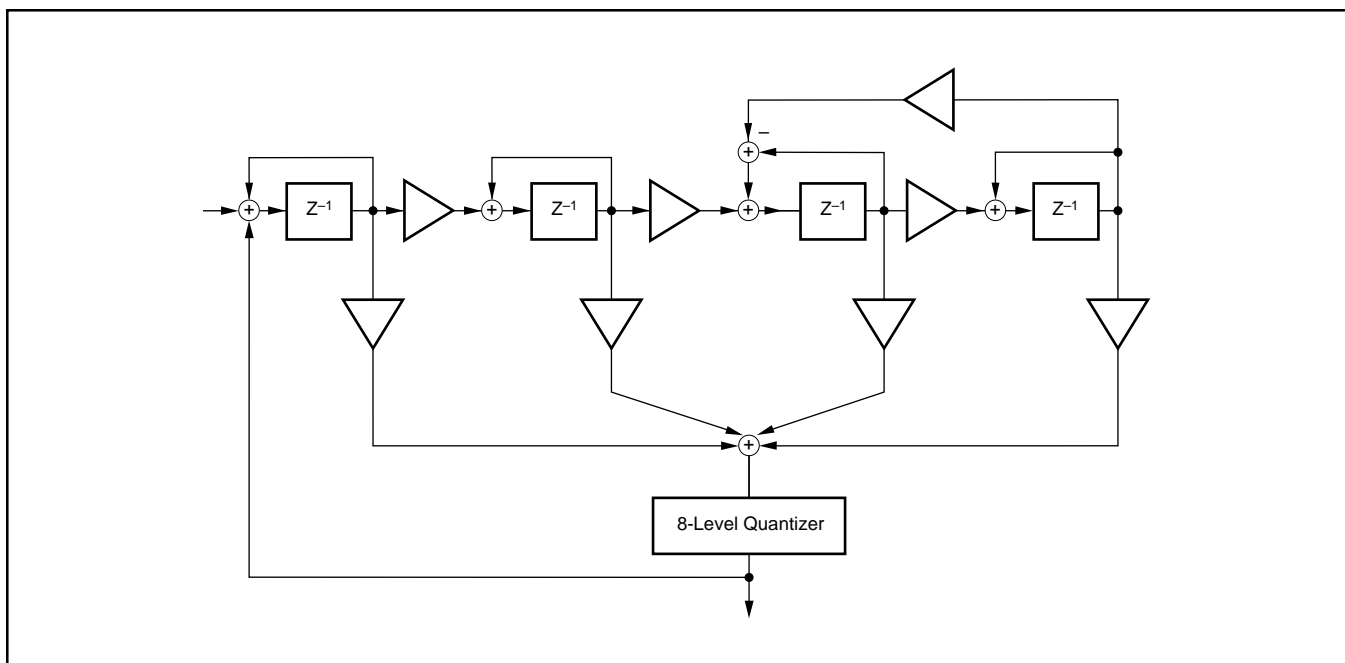 –
+
+
Z⁻¹
+
Z⁻¹
+
Z⁻¹
+
Z⁻¹
+
8-Level Quantizer